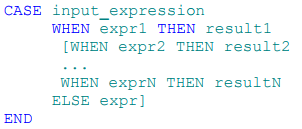 CASE input_expression
WHEN expr1 THEN result1
[WHEN expr2 THEN result2
...
WHEN exprN THEN resultN
ELSE expr]
END